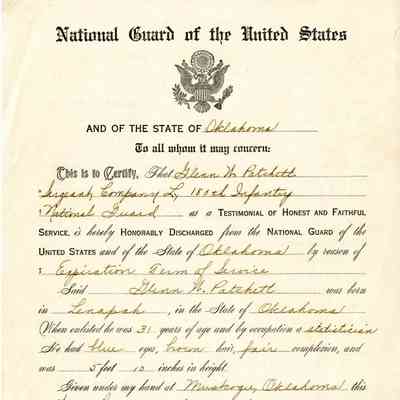 National Guard of the United States
AND OF THE STATE OF Oklahoma
To all whom it may concern:
This is to Certify, That Glenn W. Patchett
Company L, 180th Infantry
National Guard as a TESTIMONIAL OF HONEST AND FAITHFUL
SERVICE, is hereby HONORABLY DISCHARGED from the NATIONAL GUARD of the
UNITED STATES and of the State of Oklahoma by reason of
Expiration Term of Service
Said Glenn W. Patchett was born
in Lenapah, in the State of Oklahoma
When enlisted he was 21 years of age and by occupation a statistician
He had blue eyes, brown hair, fair complexion, and
was 5 feet 10 inches in height.
Given under my hand at Muskogee, Oklahoma this